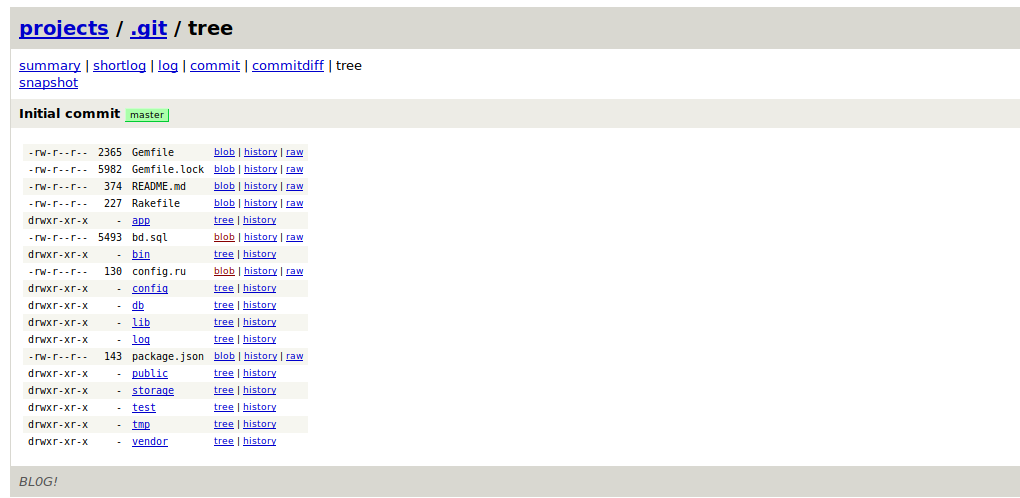 projects / .git / tree
summary | shortlog | log | commit | commitdiff | tree
snapshot
Initial commit master
-rw-r--r-- 2365 Gemfile blob | history | raw
-rw-r--r-- 5982 Gemfile.lock blob | history | raw
-rw-r--r-- 374 README.md blob | history | raw
-rw-r--r-- 227 Rakefile blob | history | raw
drwxr-xr-x - app tree | history
-rw-r--r-- 5493 bd.sql blob | history | raw
drwxr-xr-x - bin tree | history
-rw-r--r-- 130 config.ru blob | history | raw
drwxr-xr-x - config tree | history
drwxr-xr-x - db tree | history
drwxr-xr-x - lib tree | history
drwxr-xr-x - log tree | history
-rw-r--r-- 143 package.json blob | history | raw
drwxr-xr-x - public tree | history
drwxr-xr-x - storage tree | history
drwxr-xr-x - test tree | history
drwxr-xr-x - tmp tree | history
drwxr-xr-x - vendor tree | history
BL0G!